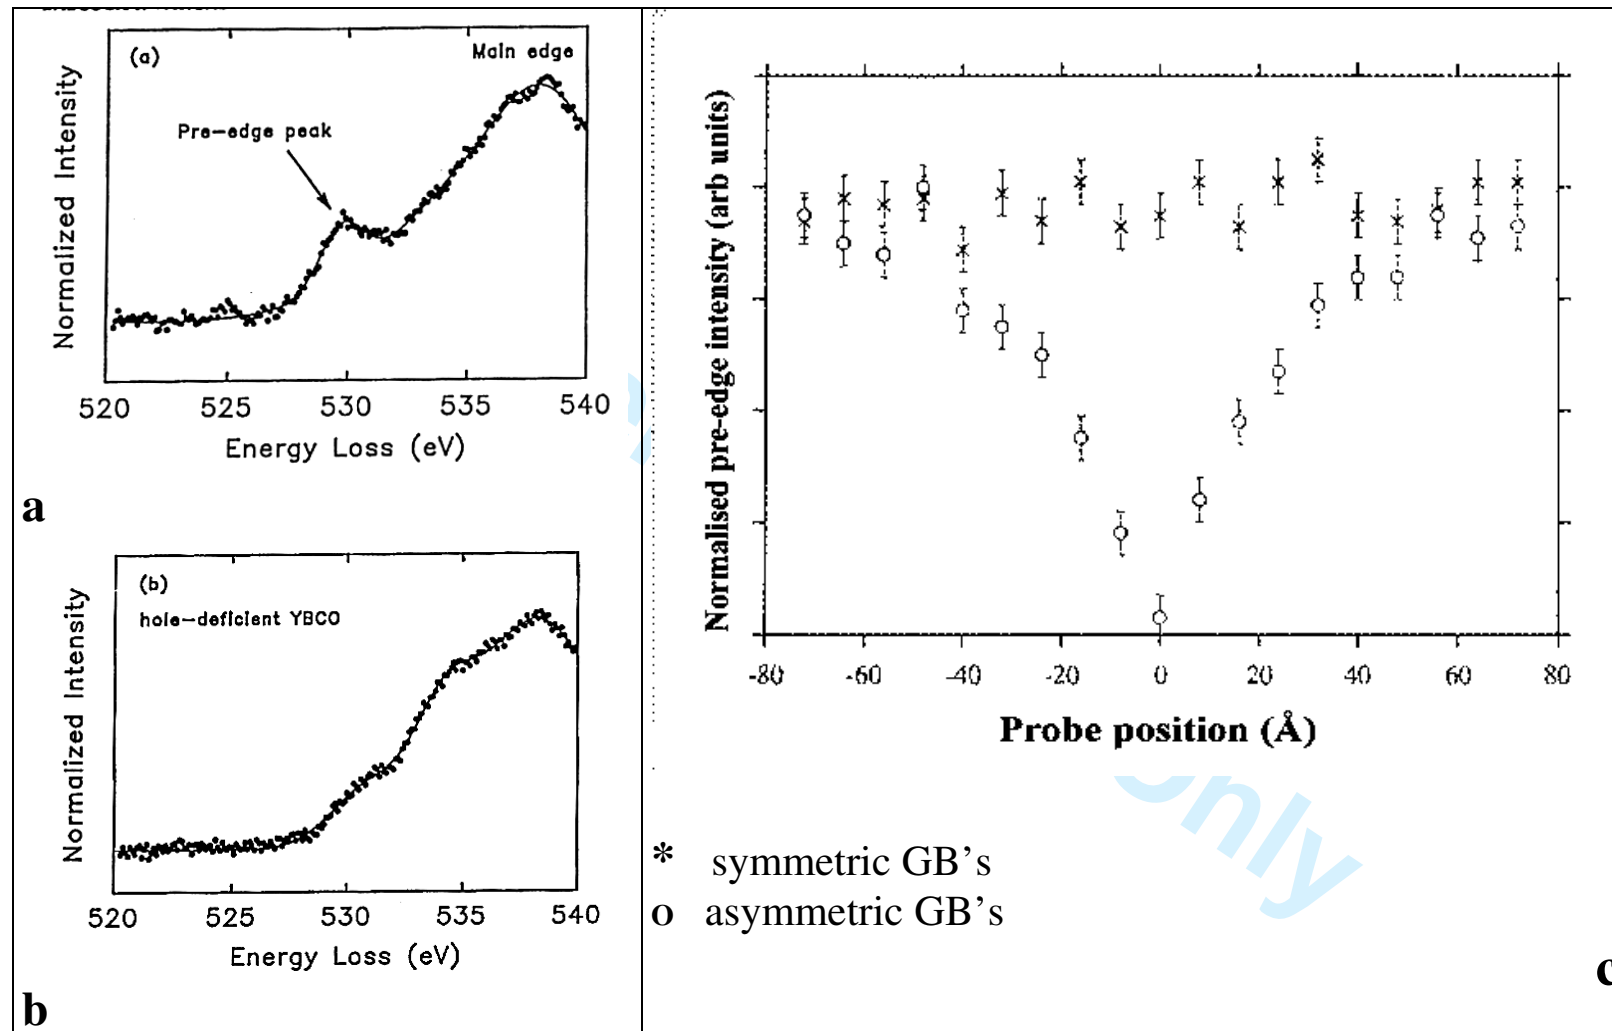 (a)
Main edge
Pre-edge peak
Normalized Intensity
520 525 530 535 540
Energy Loss (eV)
a
(b)
hole-deficient YBCO
Normalized Intensity
520 525 530 535 540
Energy Loss (eV)
b
Normalised pre-edge intensity (arb units)
-80 -60 -40 -20 0 20 40 60 80
Probe position (Å)
* symmetric GB's
o asymmetric GB's
c
Only